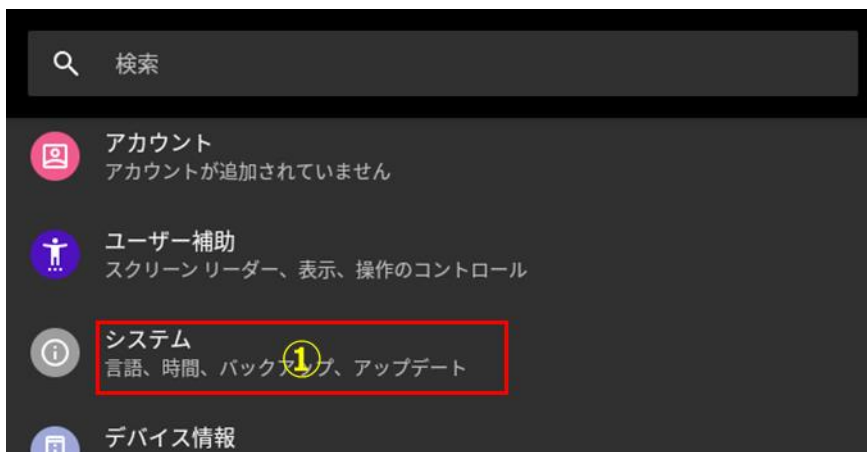 検索
アカウント
アカウントが追加されていません
ユーザー補助
スクリーン リーダー、表示、操作のコントロール
システム
言語、時間、バックアップ、アップデート
①
デバイス情報